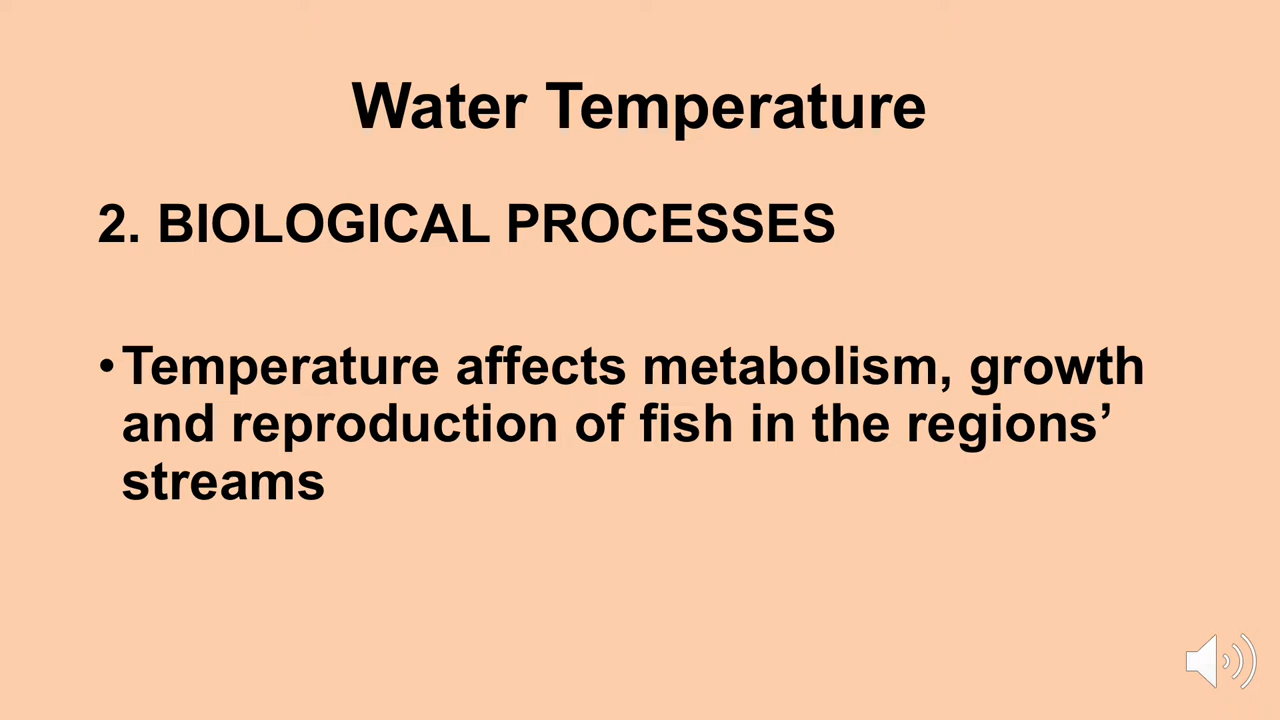 Water Temperature
2. BIOLOGICAL PROCESSES
•Temperature affects metabolism, growth
and reproduction of fish in the regions’
streams